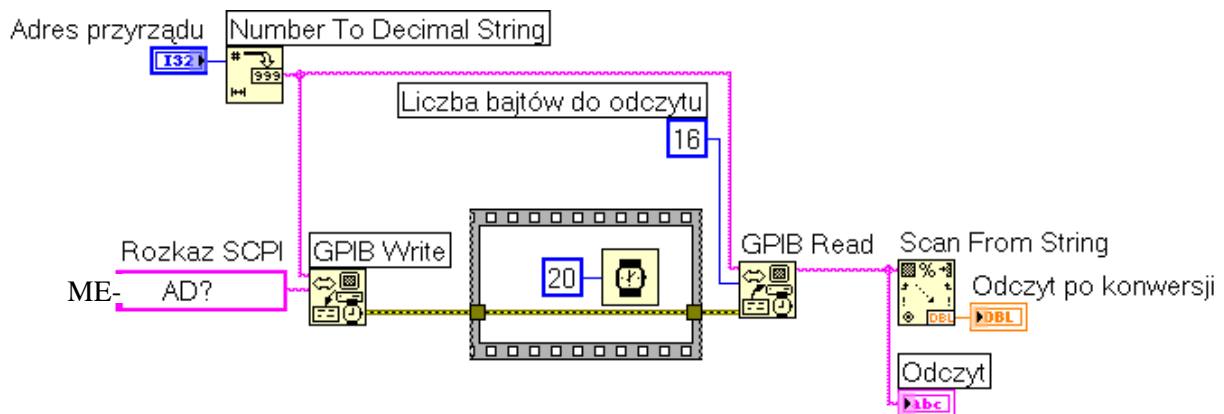 Adres przyrządu
Number To Decimal String
I32
#
999
Liczba bajtów do odczytu
16
Rozkaz SCPI
ME- AD?
GPIB Write
20
GPIB Read
Scan From String
%
DBL
Odczyt po konwersji
DBL
Odczyt
abc